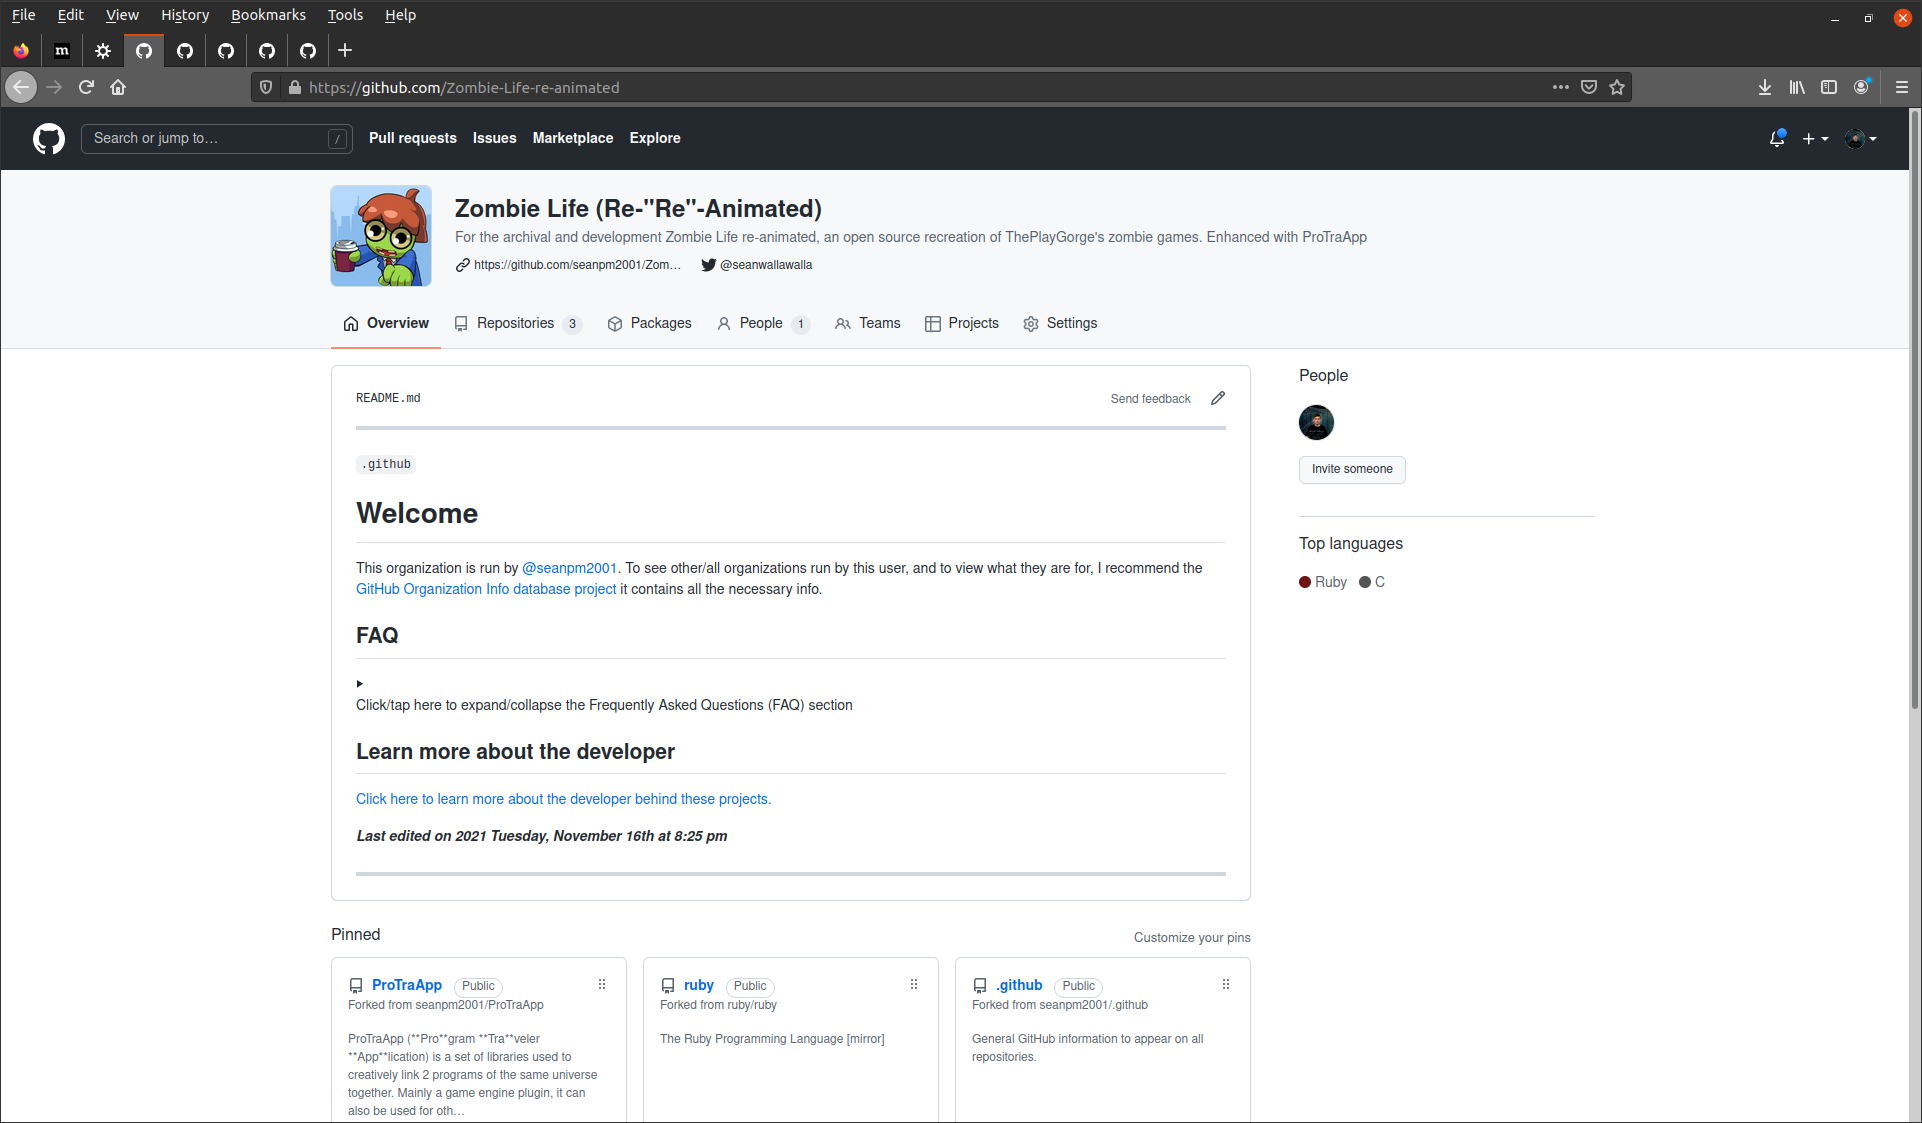 File Edit View History Bookmarks Tools Help
m
https://github.com/Zombie-Life-re-animated
Search or jump to… /
Pull requests Issues Marketplace Explore
Zombie Life (Re-"Re"-Animated)
For the archival and development Zombie Life re-animated, an open source recreation of ThePlayGorge's zombie games. Enhanced with ProTraApp
https://github.com/seanpm2001/Zom… @seanwallawalla
Overview Repositories 3 Packages People 1 Teams Projects Settings
README.md Send feedback
.github
Welcome
This organization is run by @seanpm2001. To see other/all organizations run by this user, and to view what they are for, I recommend the
GitHub Organization Info database project it contains all the necessary info.
FAQ
Click/tap here to expand/collapse the Frequently Asked Questions (FAQ) section
Learn more about the developer
Click here to learn more about the developer behind these projects.
Last edited on 2021 Tuesday, November 16th at 8:25 pm
People
Invite someone
Top languages
Ruby C
Pinned Customize your pins
ProTraApp Public
Forked from seanpm2001/ProTraApp
ProTraApp (**Pro**gram **Tra**veler
**App**lication) is a set of libraries used to
creatively link 2 programs of the same universe
together. Mainly a game engine plugin, it can
also be used for oth…
ruby Public
Forked from ruby/ruby
The Ruby Programming Language [mirror]
.github Public
Forked from seanpm2001/.github
General GitHub information to appear on all
repositories.